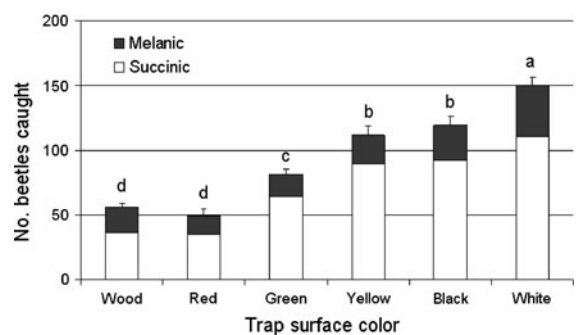 200
Melanic
Succinic
a
150
b
b
No. beetles caught
100
c
d
d
50
0
Wood Red Green Yellow Black White
Trap surface color